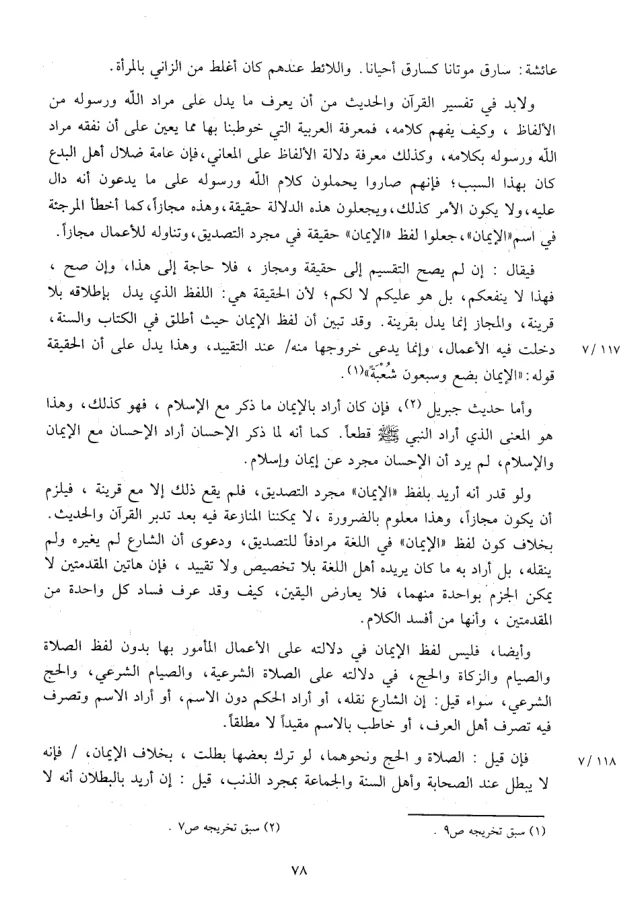 عائشة : سارق موتانا كسارق أحيانا . واللائط عندهم كان أغلظ من الزاني بالمرأة .
ولابد في تفسير القرآن والحديث من أن يعرف ما يدل على مراد الله ورسوله من
الألفاظ ، وكيف يفهم كلامه ، فمعرفة العربية التي خوطبنا بها مما يعين على أن نفقه مراد
الله ورسوله بكلامه ، وكذلك معرفة دلالة الألفاظ على المعاني ، فإن عامة ضلال أهل البدع
كان بهذا السبب؛ فإنهم صاروا يحملون كلام الله ورسوله على ما يدعون أنه دال
عليه ، ولا يكون الأمر كذلك ، ويجعلون هذه الدلالة حقيقة ، وهذه مجازاً ، كما أخطأ المرجئة
في اسم «الإيمان» ، جعلوا لفظ «الإيمان» حقيقة في مجرد التصديق ، وتناوله للأعمال مجازاً .
فيقال : إن لم يصح التقسيم إلى حقيقة ومجاز ، فلا حاجة إلى هذا ، وإن صح ،
فهذا لا ينفعكم ، بل هو عليكم لا لكم؛ لأن الحقيقة هي : اللفظ الذي يدل بإطلاقه بلا
قرينة ، والمجاز إنما يدل بقرينة . وقد تبين أن لفظ الإيمان حيث أطلق في الكتاب والسنة ،
دخلت فيه الأعمال ، وإنما يدعى خروجها منه/ عند التقييد ، وهذا يدل على أن الحقيقة ٧/١١٧
قوله : «الإيمان بضع وسبعون شُعْبَة»(١) .
وأما حديث جبريل (٢) ، فإن كان أراد بالإيمان ما ذكر مع الإسلام ، فهو كذلك ، وهذا
هو المعنى الذي أراد النبي ﷺ قطعاً . كما أنه لما ذكر الإحسان أراد الإحسان مع الإيمان
والإسلام ، لم يرد أن الإحسان مجرد عن إيمان وإسلام .
ولو قدر أنه أريد بلفظ «الإيمان» مجرد التصديق ، فلم يقع ذلك إلا مع قرينة ، فيلزم
أن يكون مجازاً ، وهذا معلوم بالضرورة ، لا يمكننا المنازعة فيه بعد تدبر القرآن والحديث .
بخلاف كون لفظ «الإيمان» في اللغة مرادفاً للتصديق ، ودعوى أن الشارع لم يغيره ولم
ينقله ، بل أراد به ما كان يريده أهل اللغة بلا تخصيص ولا تقييد ، فإن هاتين المقدمتين لا
يمكن الجزم بواحدة منهما ، فلا يعارض اليقين ، كيف وقد عرف فساد كل واحدة من
المقدمتين ، وأنها من أفسد الكلام .
وأيضا ، فليس لفظ الإيمان في دلالته على الأعمال المأمور بها بدون لفظ الصلاة
والصيام والزكاة والحج ، في دلالته على الصلاة الشرعية ، والصيام الشرعي ، والحج
الشرعي ، سواء قيل : إن الشارع نقله ، أو أراد الحكم دون الاسم ، أو أراد الاسم وتصرف
فيه تصرف أهل العرف ، أو خاطب بالاسم مقيداً لا مطلقاً .
فإن قيل : الصلاة و الحج ونحوهما ، لو ترك بعضها بطلت ، بخلاف الإيمان ، / فإنه ٧/١١٨
لا يبطل عند الصحابة وأهل السنة والجماعة بمجرد الذنب ، قيل : إن أريد بالبطلان أنه لا
(١) سبق تخريجه ص٩ . (٢) سبق تخريجه ص٧ .
٧٨